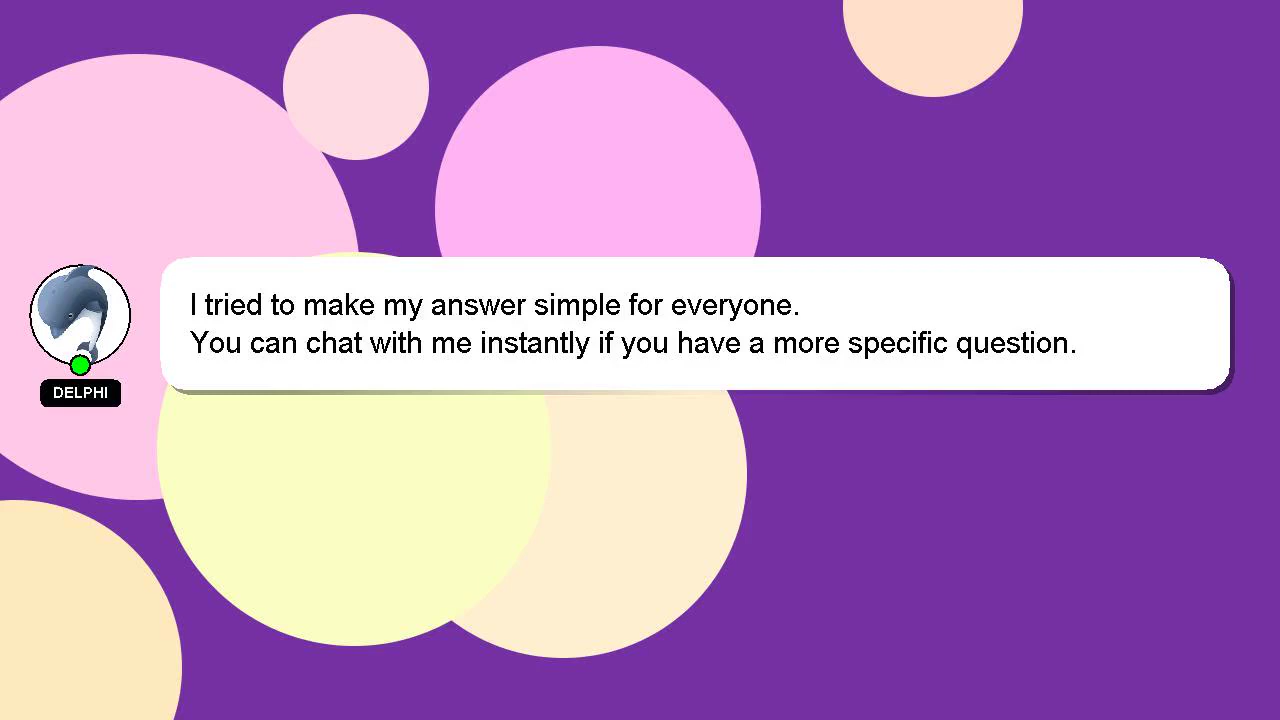 I tried to make my answer simple for everyone.
You can chat with me instantly if you have a more specific question.
DELPHI